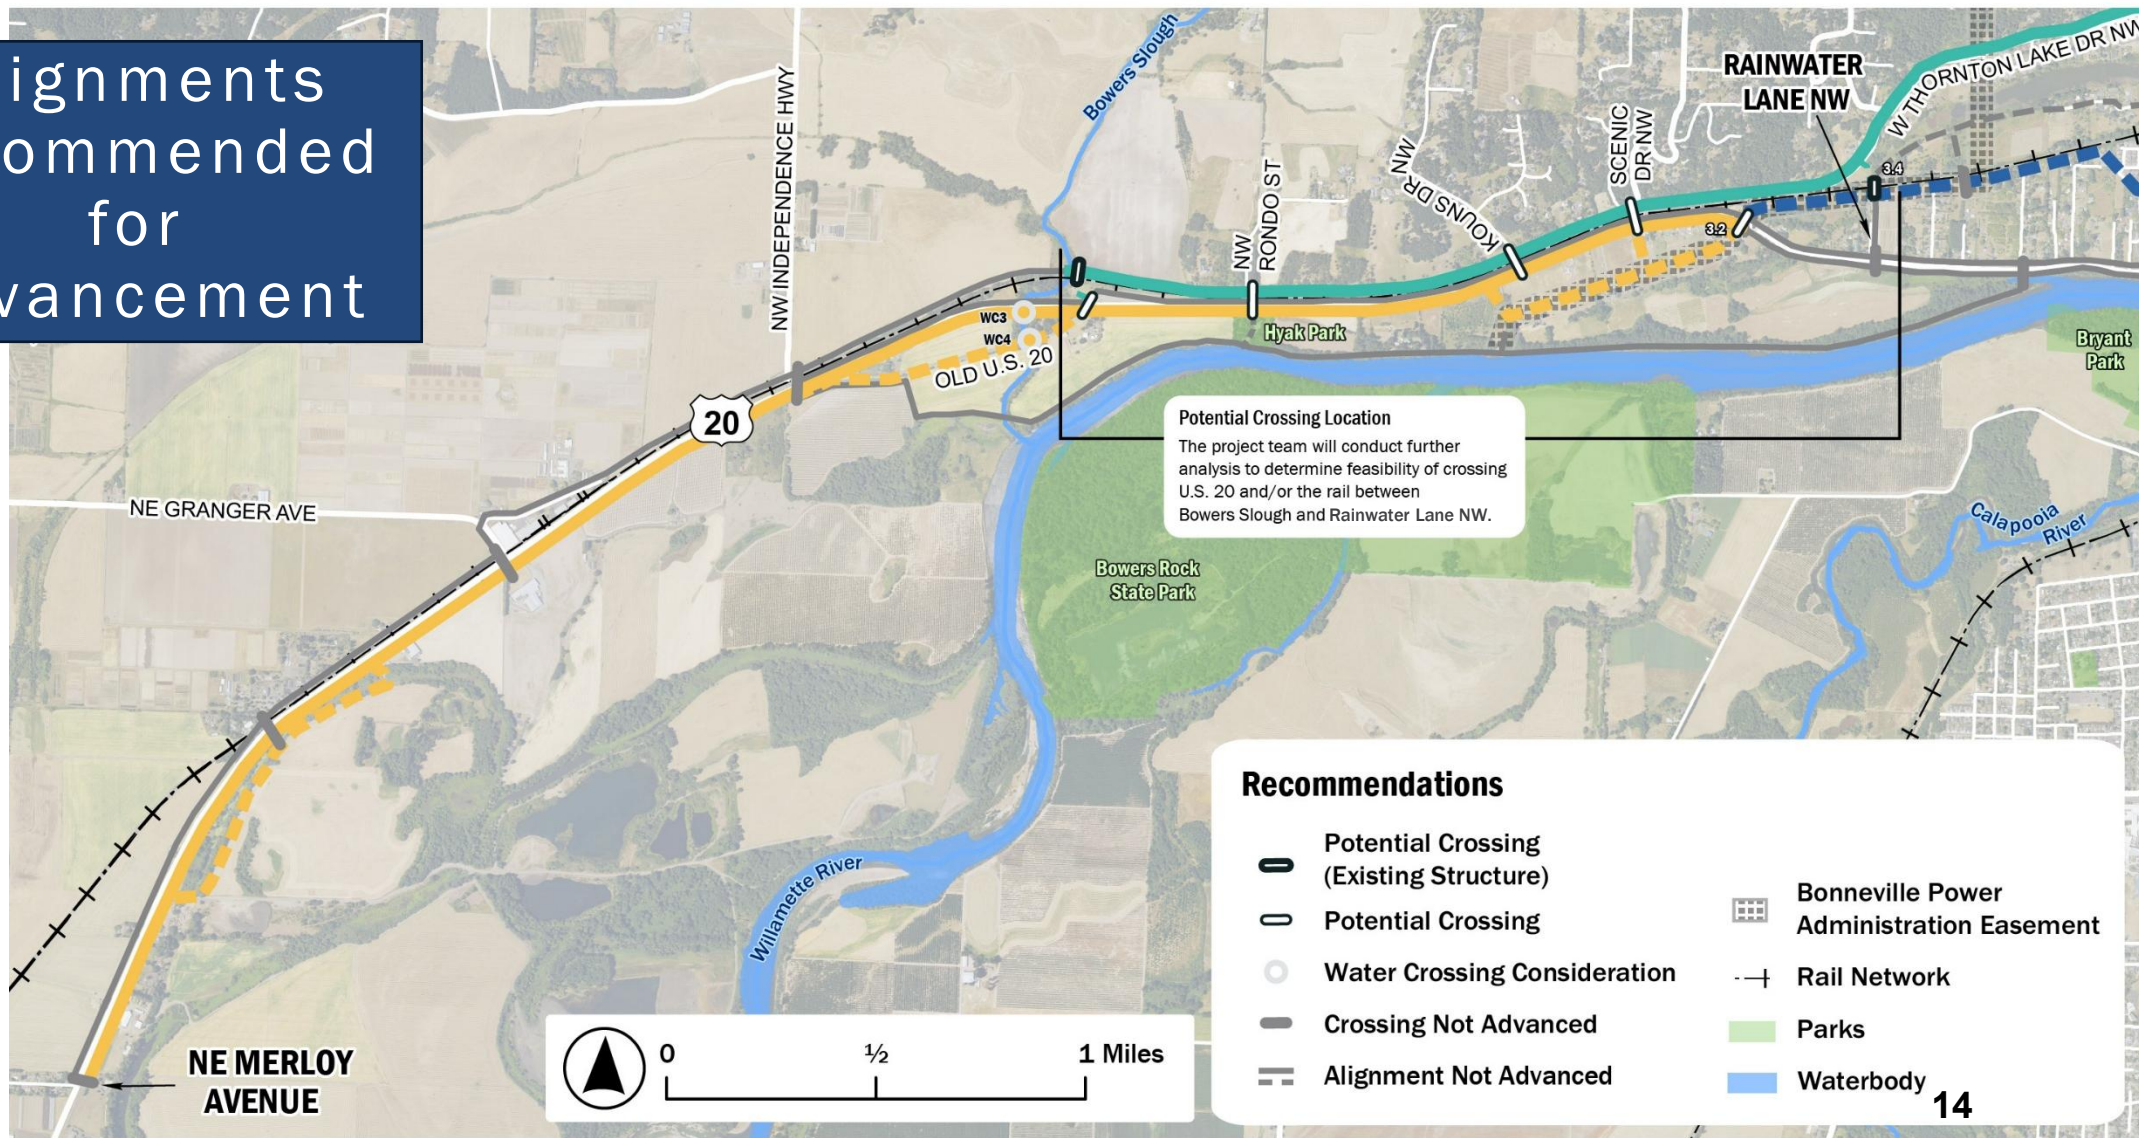 ignments
ommended
for
vancement
Bowers Slough
NW INDEPENDENCE HWY
NW
RONDO ST
KOUNS DR NW
SCENIC
DR NW
RAINWATER
LANE NW
W THORNTON LAKE DR NW
3.4
3.2
WC3
WC4
OLD U.S. 20
Hyak Park
Bryant
Park
20
Potential Crossing Location
The project team will conduct further
analysis to determine feasibility of crossing
U.S. 20 and/or the rail between
Bowers Slough and Rainwater Lane NW.
NE GRANGER AVE
Calapooia
River
Bowers Rock
State Park
Willamette River
NE MERLOY
AVENUE
0 ½ 1 Miles
Recommendations
Potential Crossing
(Existing Structure)
Potential Crossing
Water Crossing Consideration
Crossing Not Advanced
Alignment Not Advanced
Bonneville Power
Administration Easement
Rail Network
Parks
Waterbody
14